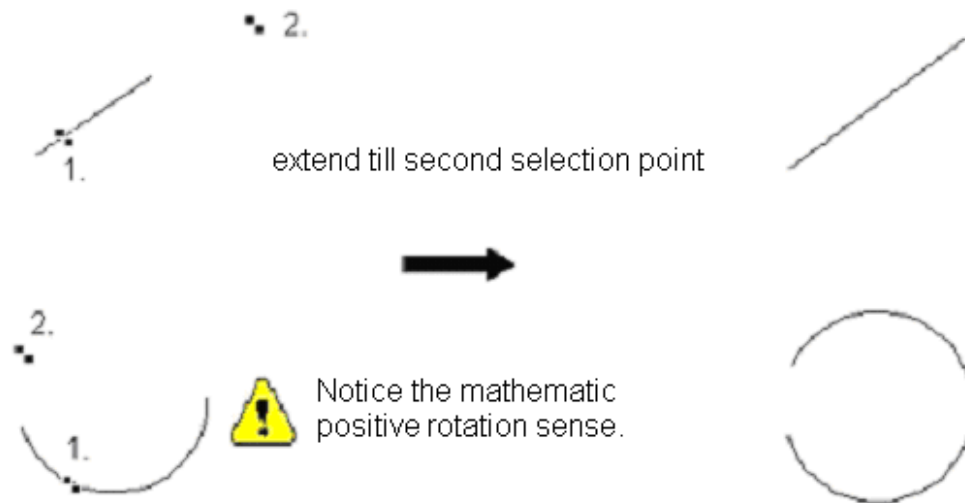 2.
1.
extend till second selection point
2.
1.
Notice the mathematic
positive rotation sense.